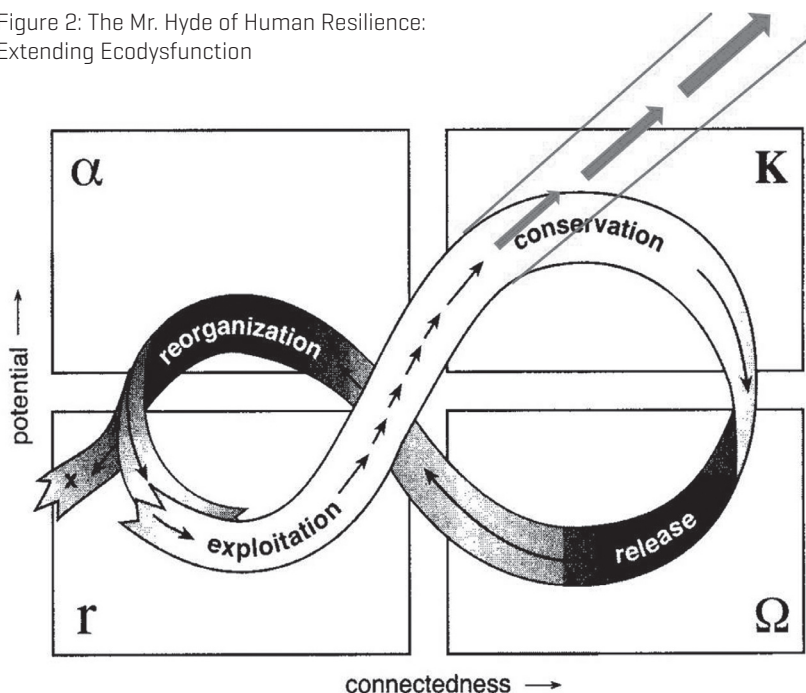 Figure 2: The Mr. Hyde of Human Resilience:
Extending Ecodysfunction
α
K
conservation
reorganization
potential →
x
exploitation
release
r
Ω
connectedness →